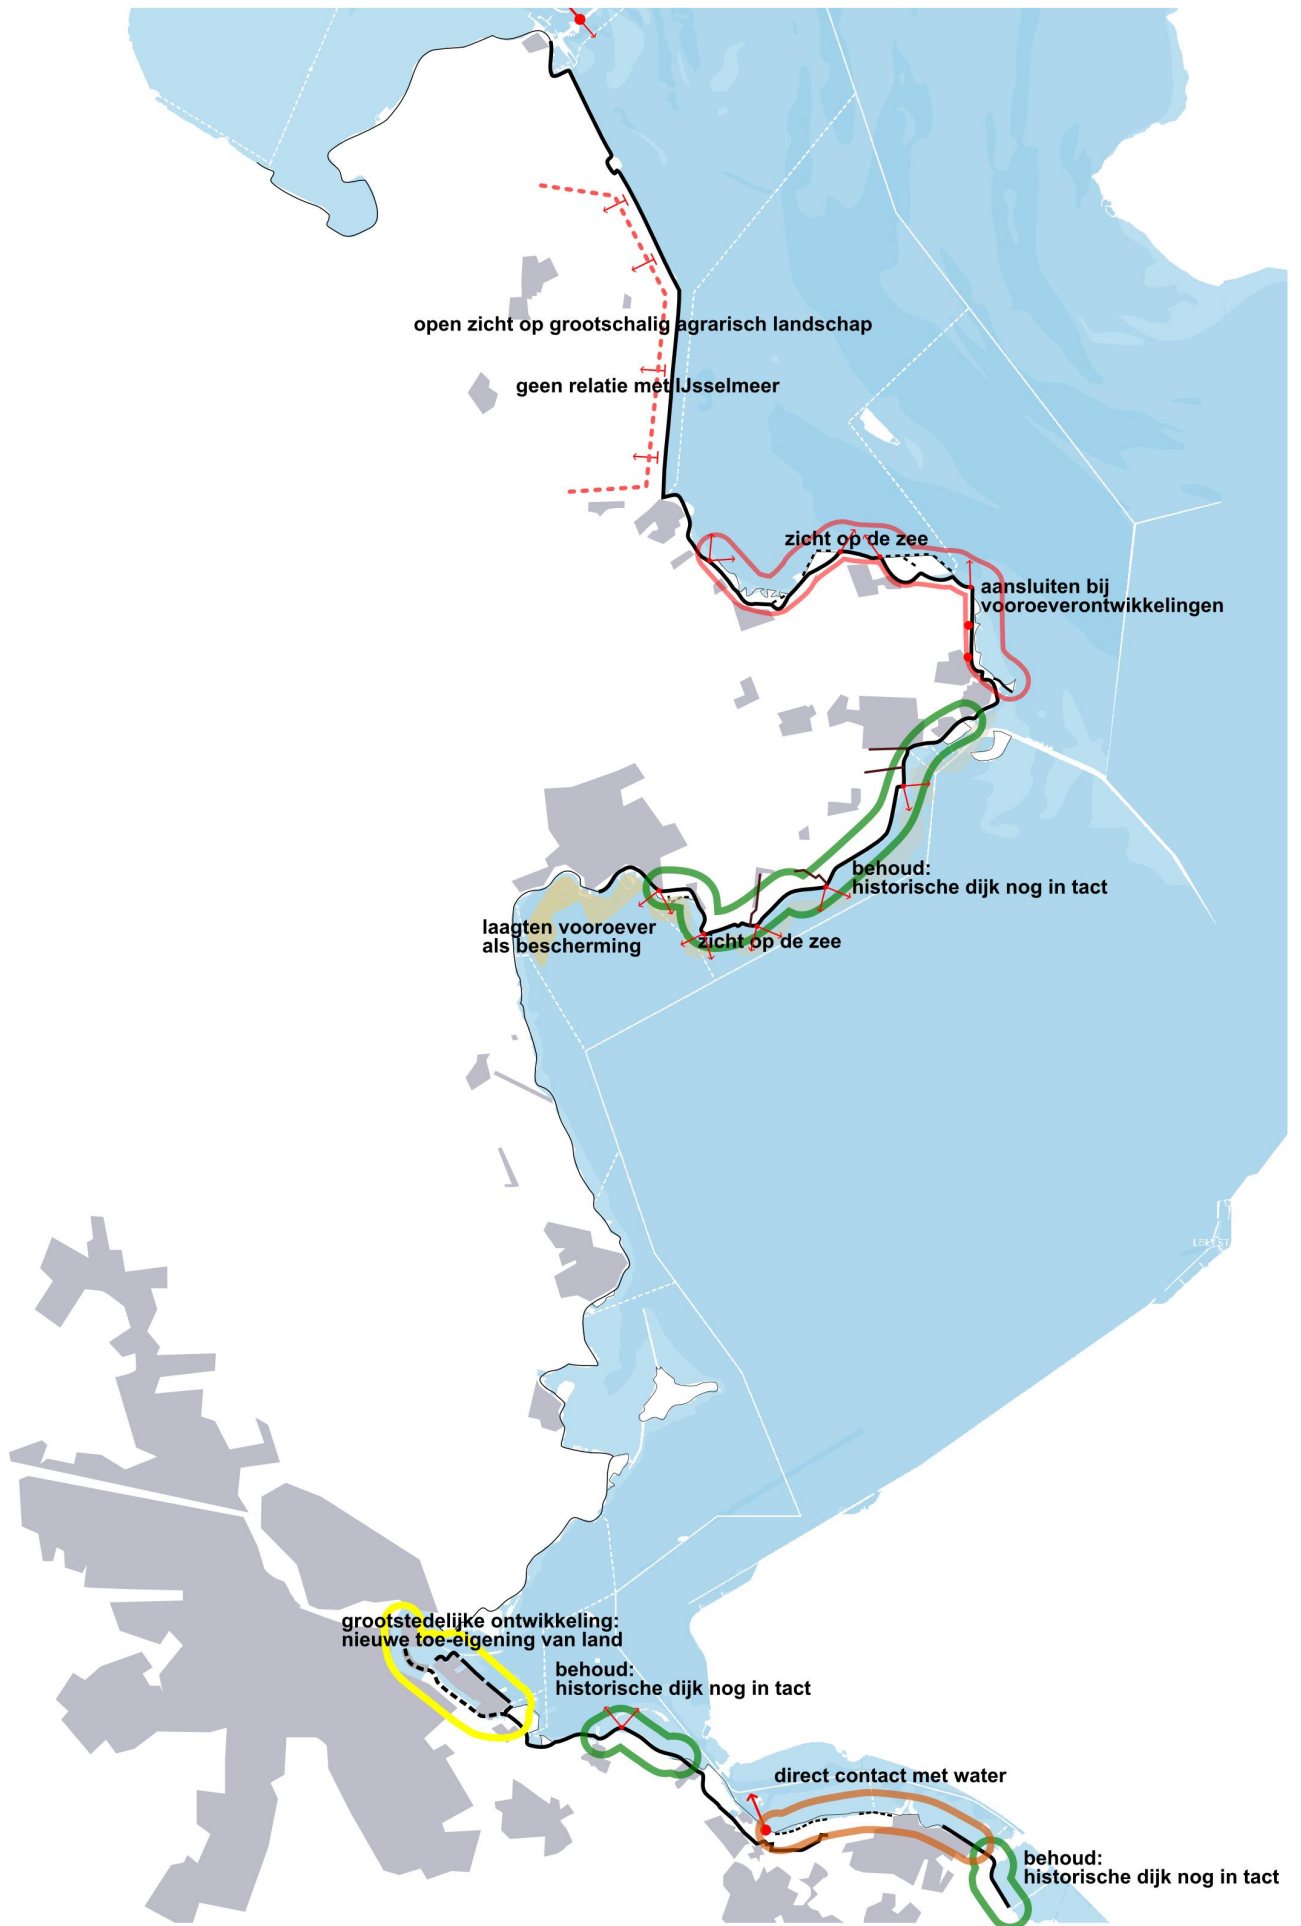 open zicht op grootschalig agrarisch landschap
geen relatie met IJsselmeer
zicht op de zee
aansluiten bij
vooroeverontwikkelingen
behoud:
historische dijk nog in tact
laagten vooroever
als bescherming
zicht op de zee
grootstedelijke ontwikkeling:
nieuwe toe-eigening van land
behoud:
historische dijk nog in tact
direct contact met water
behoud:
historische dijk nog in tact